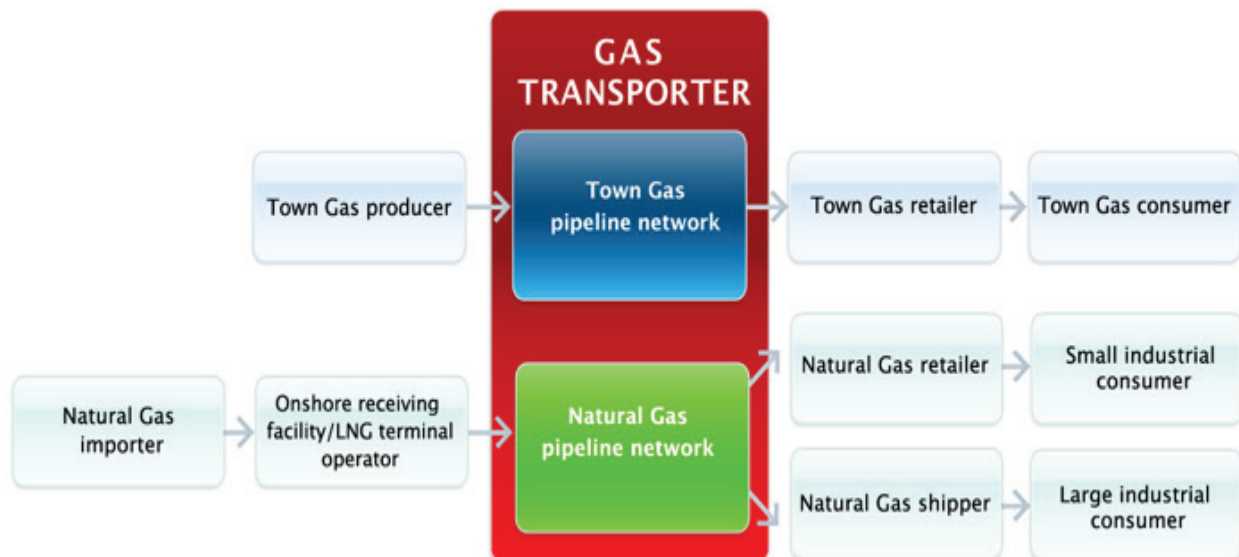 GAS
TRANSPORTER
Town Gas producer
Town Gas
pipeline network
Town Gas retailer
Town Gas consumer
Natural Gas
importer
Onshore receiving
facility/LNG terminal
operator
Natural Gas
pipeline network
Natural Gas retailer
Small industrial
consumer
Natural Gas shipper
Large industrial
consumer